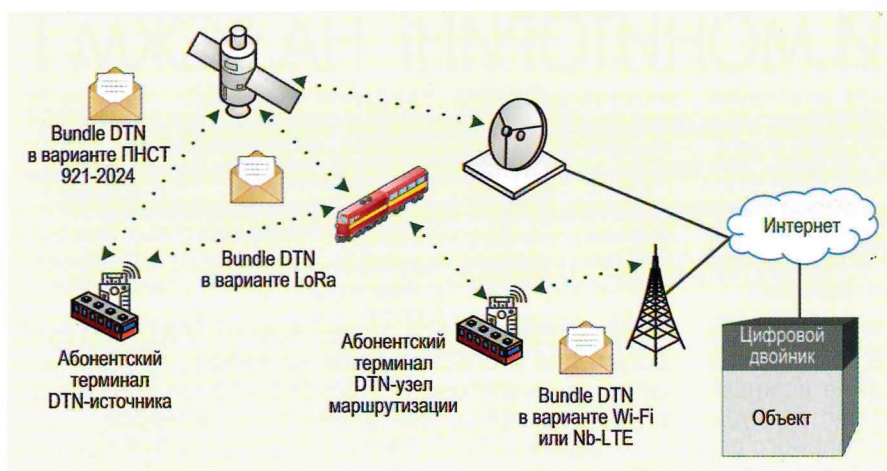 Bundle DTN
в варианте ПНСТ
921-2024
Bundle DTN
в варианте LoRa
Абонентский
терминал
DTN-источника
Абонентский
терминал
DTN-узел
маршрутизации
Bundle DTN
в варианте Wi-Fi
или Nb-LTE
Интернет
Цифровой
двойник
Объект